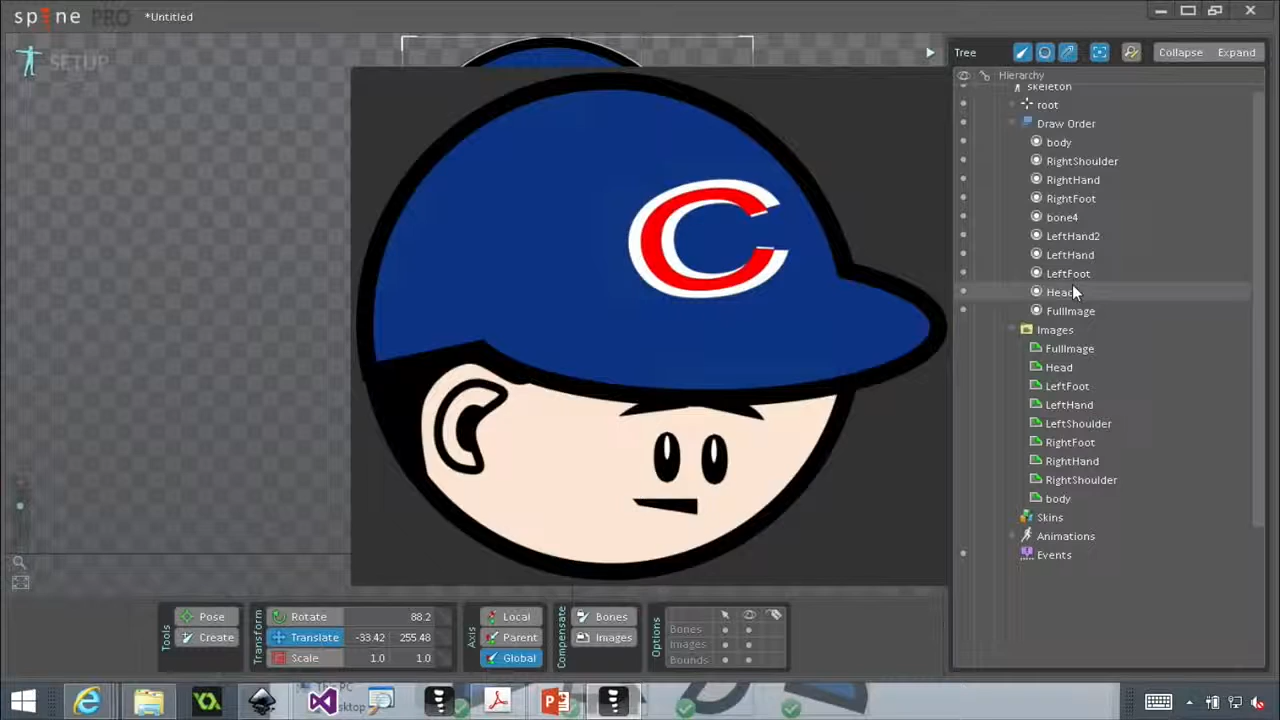 spine PRO *Untitled
SETUP
Tree
Collapse
Expand
Hierarchy
skeleton
root
Draw Order
body
RightShoulder
RightHand
RightFoot
bone4
LeftHand2
LeftHand
LeftFoot
Head
FullImage
Images
FullImage
Head
LeftFoot
LeftHand
LeftShoulder
RightFoot
RightHand
RightShoulder
body
Skins
Animations
Events
C
Tools
Pose
Create
Transform
Rotate 88.2
Translate -33.42 255.48
Scale 1.0 1.0
Axis
Local
Parent
Global
Compensate
Bones
Images
Options
Bones
Images
Bounds